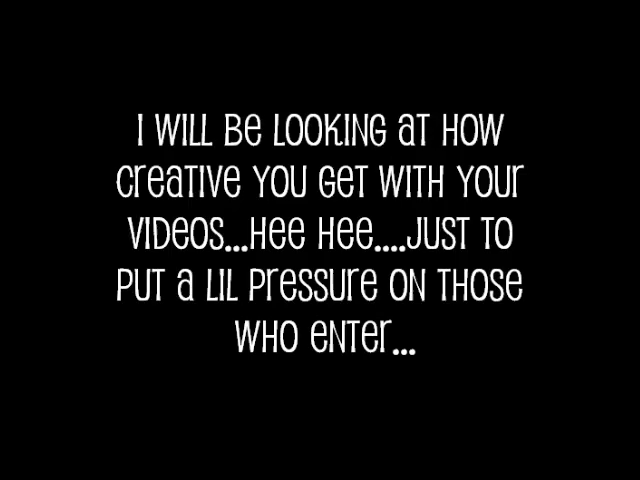 I WILL Be LOOKING aT HOW
creaTIVe YOU GeT WITH YOUr
VIDeOS...Hee Hee....JUST TO
PUT a LIL PreSSUre ON THOSe
WHO eNTer...